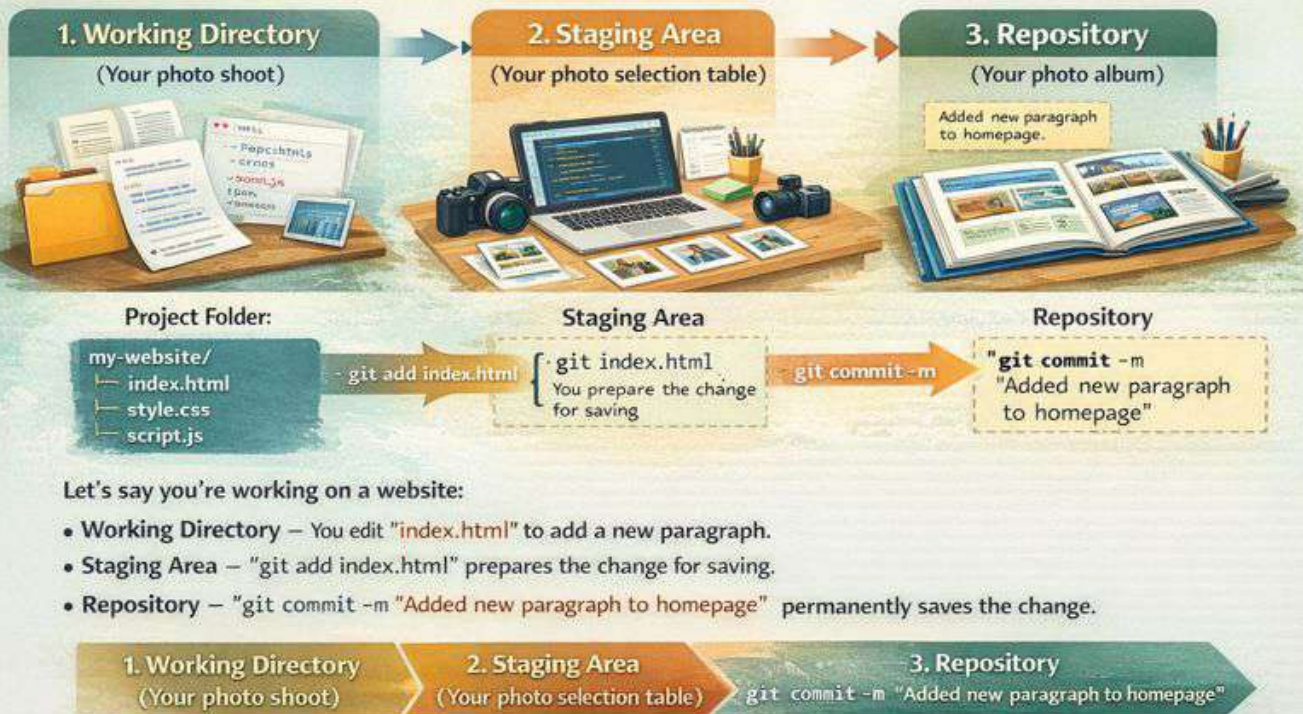 1. Working Directory
(Your photo shoot)
2. Staging Area
(Your photo selection table)
3. Repository
(Your photo album)
Added new paragraph
to homepage.
Project Folder:
my-website/
index.html
style.css
script.js
- git add index.html
Staging Area
git index.html
You prepare the change
for saving
git commit -m
Repository
"git commit -m
"Added new paragraph
to homepage"
Let's say you're working on a website:
• Working Directory – You edit "index.html" to add a new paragraph.
• Staging Area – "git add index.html" prepares the change for saving.
• Repository – "git commit -m "Added new paragraph to homepage" permanently saves the change.
1. Working Directory
(Your photo shoot)
2. Staging Area
(Your photo selection table)
3. Repository
git commit -m "Added new paragraph to homepage"